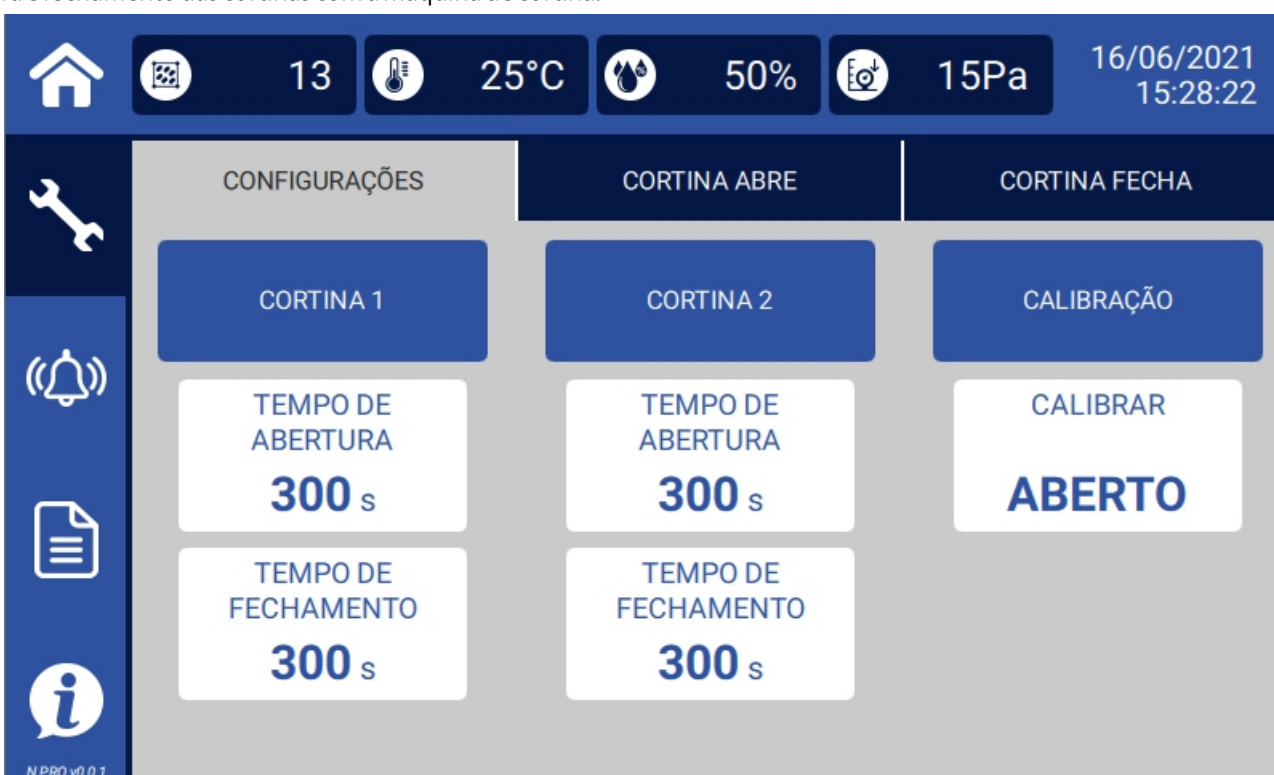 13
25°C
50%
15Pa
16/06/2021
15:28:22
CONFIGURAÇÕES
CORTINA ABRE
CORTINA FECHA
CORTINA 1
CORTINA 2
CALIBRAÇÃO
TEMPO DE
ABERTURA
300 s
TEMPO DE
ABERTURA
300 s
CALIBRAR
ABERTO
TEMPO DE
FECHAMENTO
300 s
TEMPO DE
FECHAMENTO
300 s